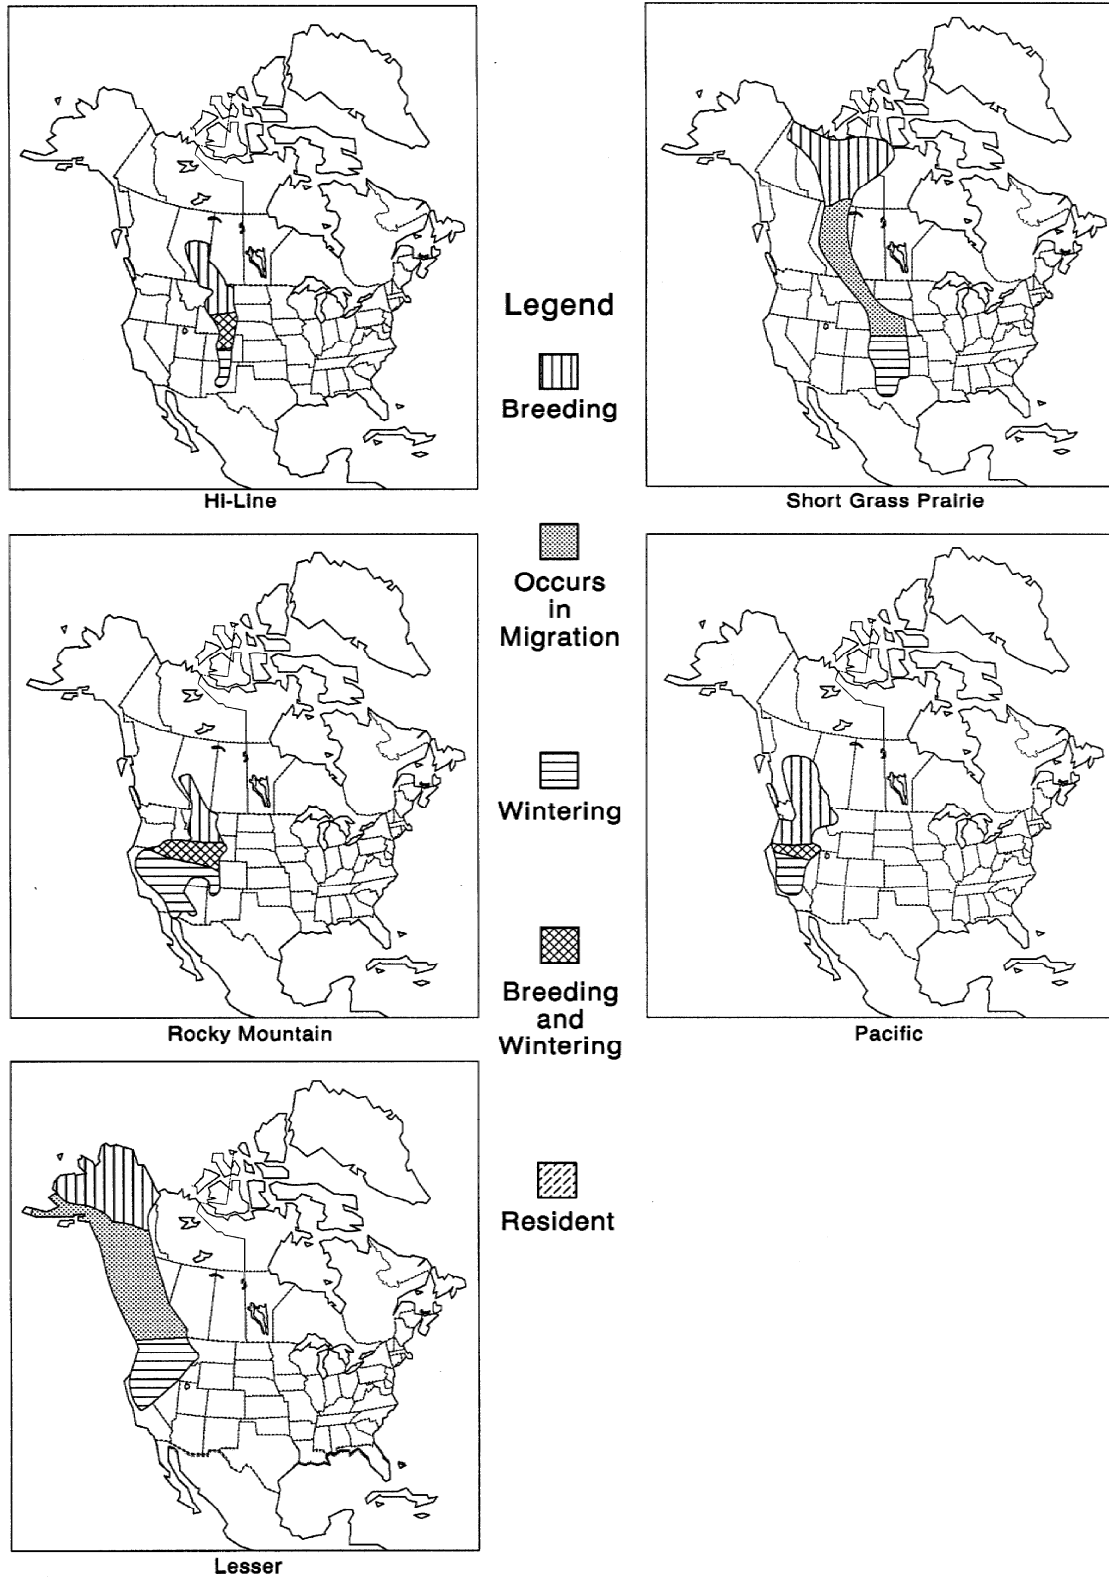 Hi-Line
Short Grass Prairie
Legend
Breeding
Occurs
in
Migration
Wintering
Breeding
and
Wintering
Resident
Rocky Mountain
Pacific
Lesser